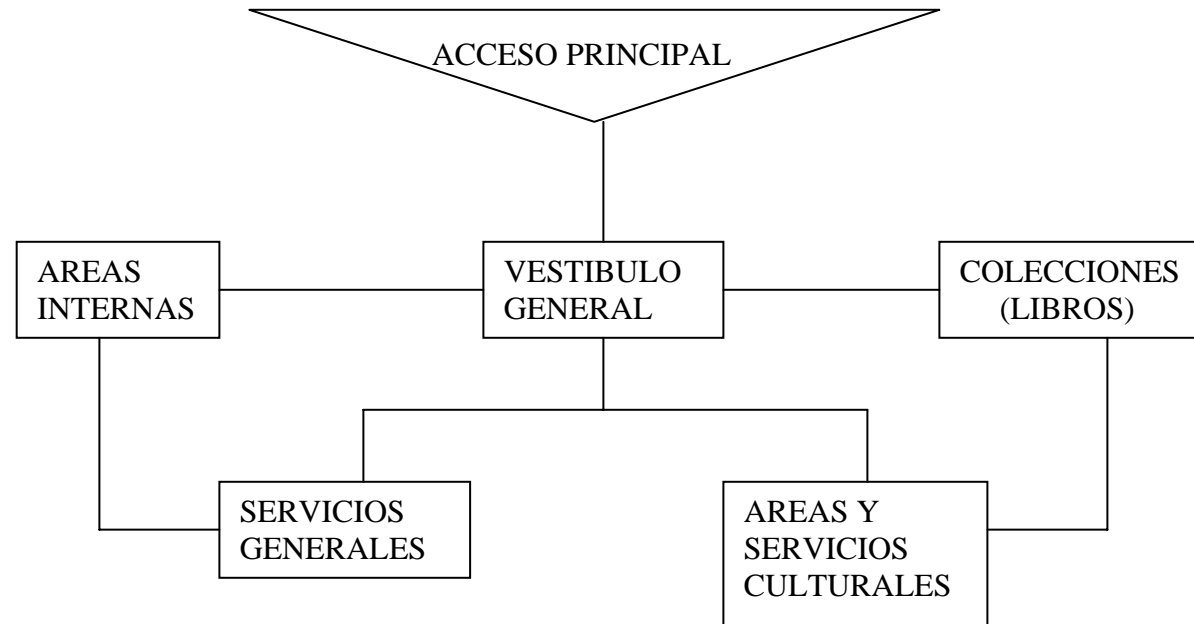 ACCESO PRINCIPAL
AREAS
INTERNAS
VESTIBULO
GENERAL
COLECCIONES
(LIBROS)
SERVICIOS
GENERALES
AREAS Y
SERVICIOS
CULTURALES